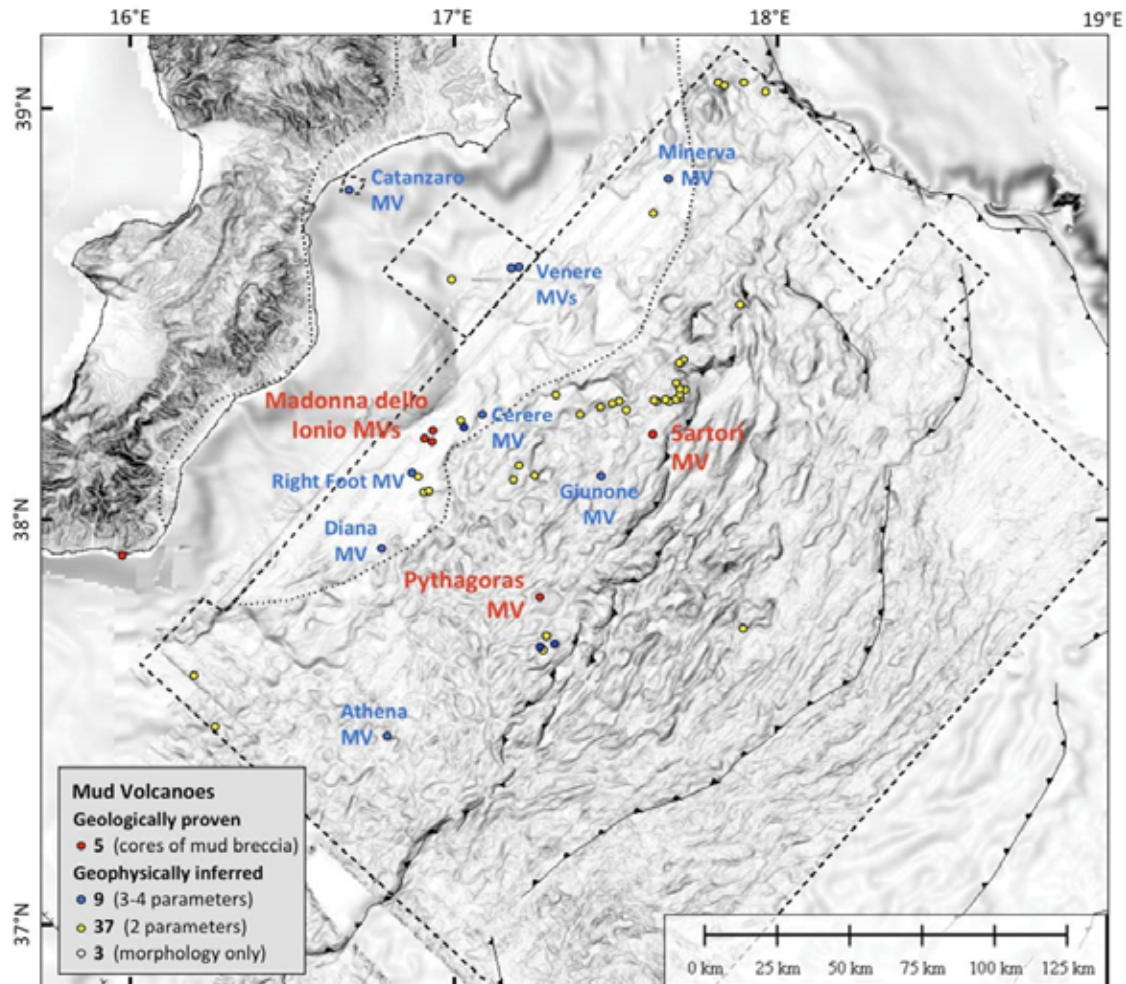 16°E 17°E 18°E 19°E
39°N
Minerva
MV
Catanzaro
MV
Venere
MVs
Madonna dello
Ionio MVs
Cerere
MV
Sartori
MV
Right Foot MV
Giunone
MV
38°N
Diana
MV
Pythagoras
MV
Athena
MV
Mud Volcanoes
Geologically proven
5 (cores of mud breccia)
Geophysically inferred
9 (3-4 parameters)
37 (2 parameters)
3 (morphology only)
37°N
0 km 25 km 50 km 75 km 100 km 125 km